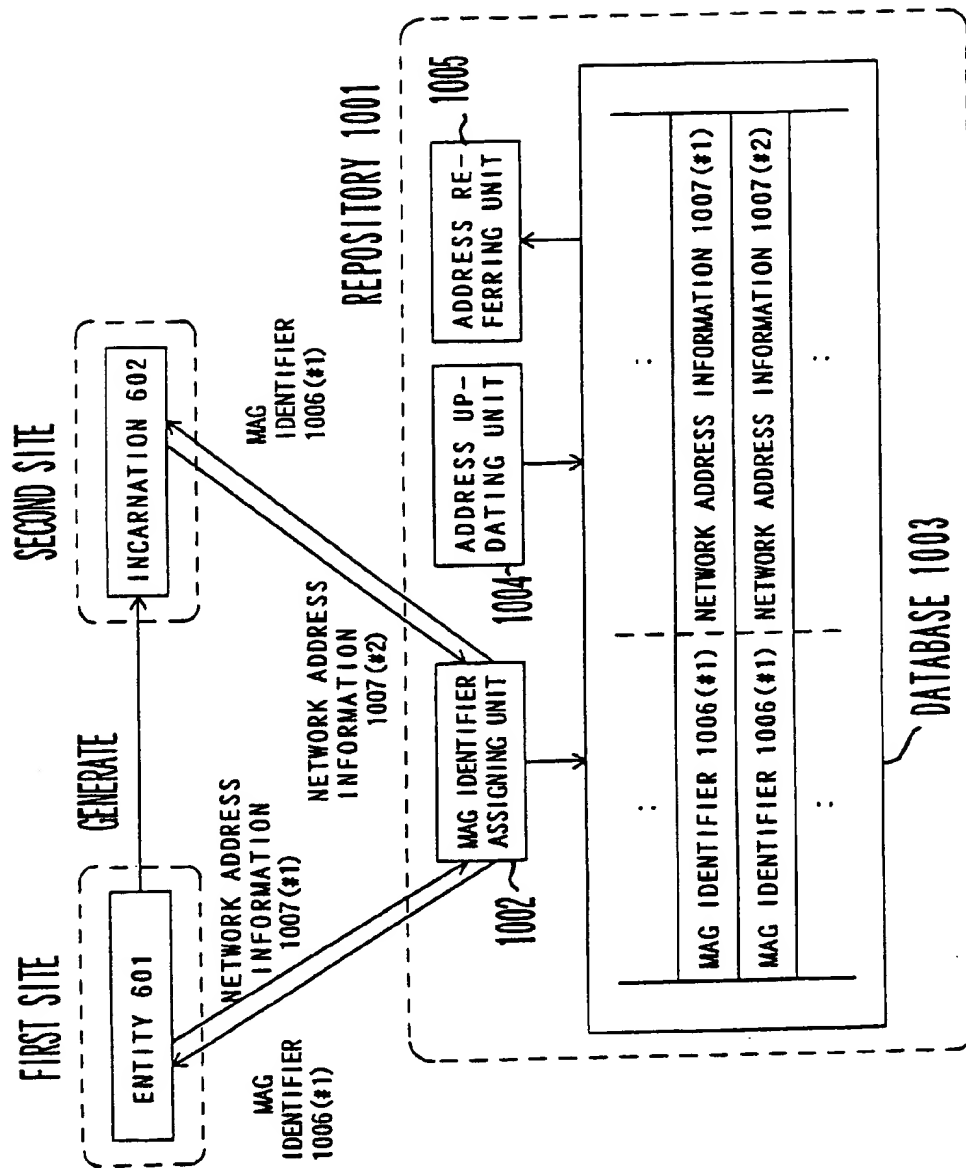 FIRST SITE
SECOND SITE
ENTITY 601
GENERATE
INCARNATION 602
MAG
IDENTIFIER
1006(#1)
NETWORK ADDRESS
INFORMATION
1007(#1)
NETWORK ADDRESS
INFORMATION
1007(#2)
MAG
IDENTIFIER
1006(#1)
REPOSITORY 1001
MAG IDENTIFIER
ASSIGNING UNIT
1002
ADDRESS UP-
DATING UNIT
1004
ADDRESS RE-
FERRING UNIT
1005
MAG IDENTIFIER 1006(#1) NETWORK ADDRESS INFORMATION 1007(#1)
MAG IDENTIFIER 1006(#1) NETWORK ADDRESS INFORMATION 1007(#2)
DATABASE 1003